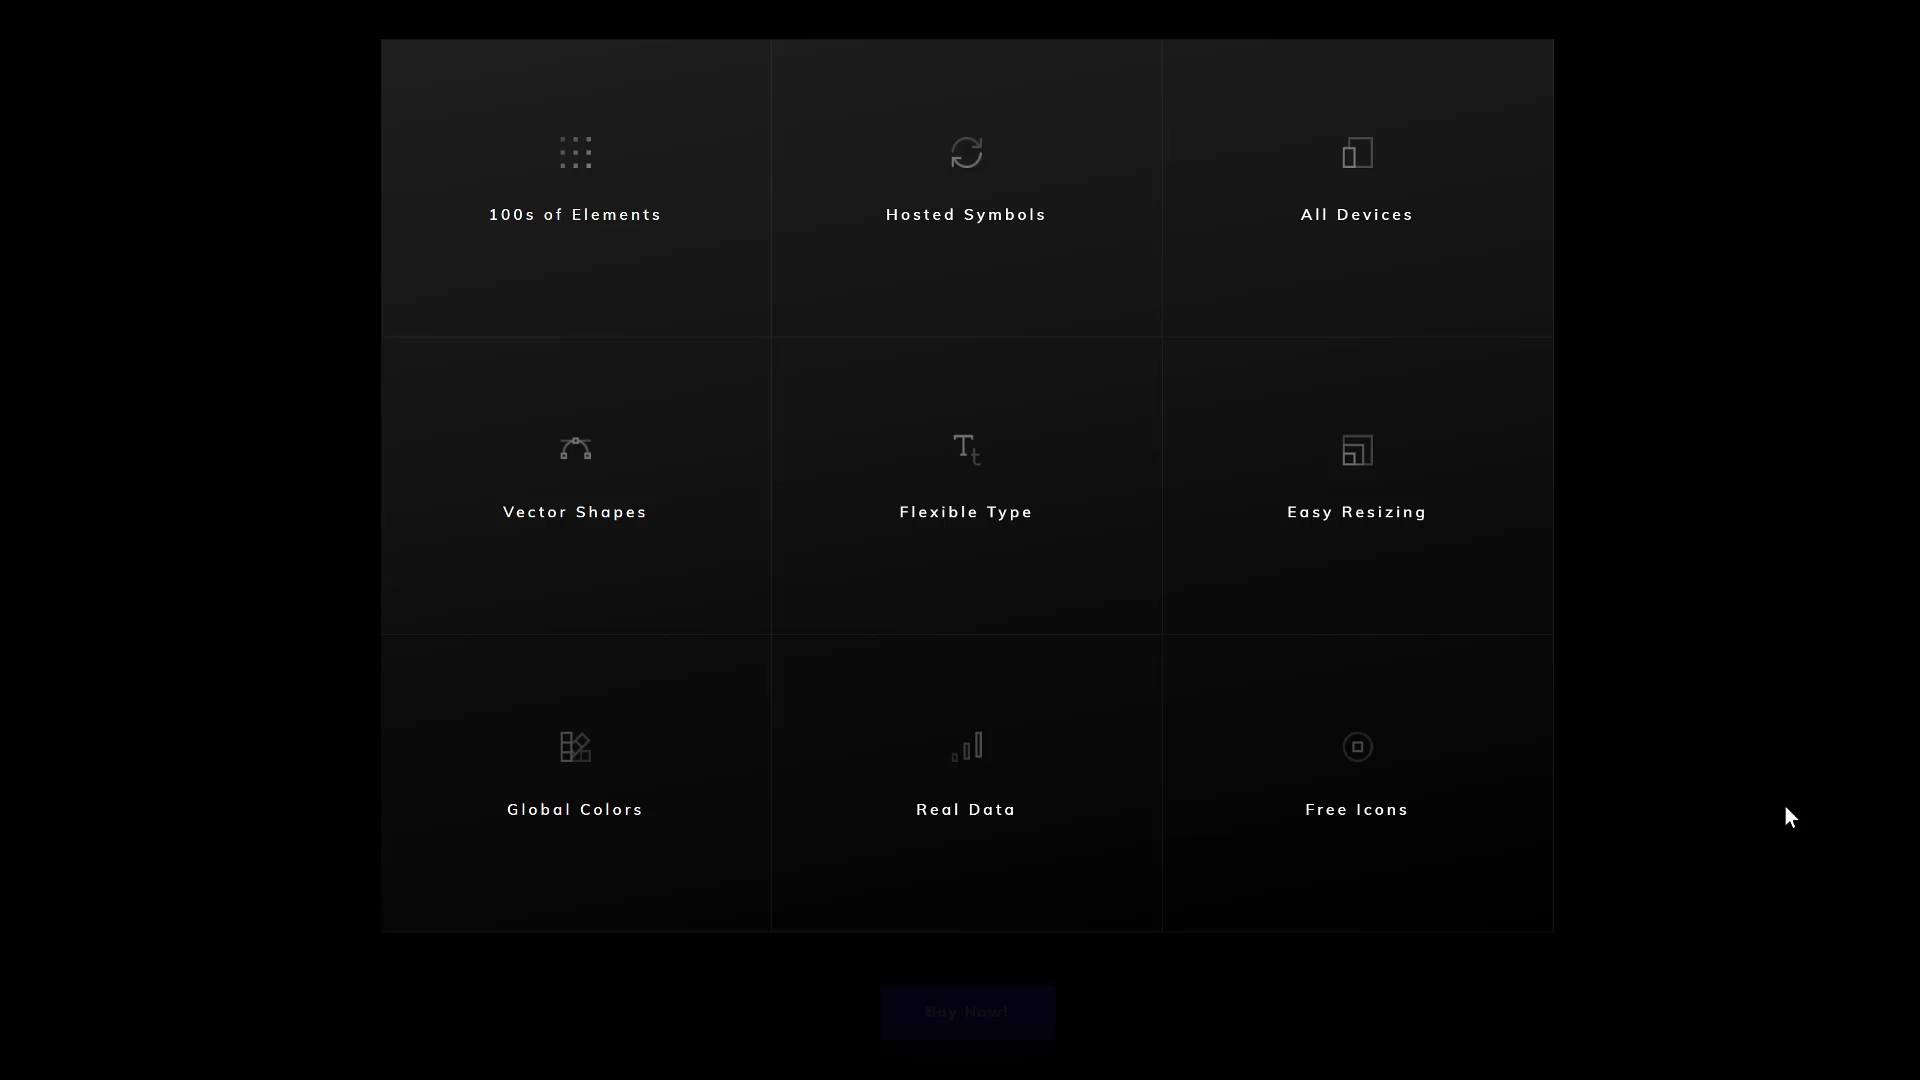 100s of Elements
Hosted Symbols
All Devices
Vector Shapes
Tt
Flexible Type
Easy Resizing
Global Colors
Real Data
Free Icons
Buy Now!